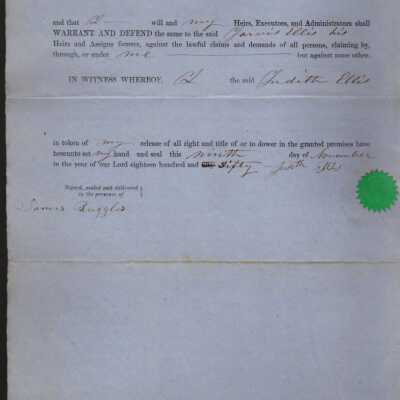 and that I will and my Heirs, Executors, and Administrators shall
WARRANT AND DEFEND the same to the said Jarvis Ellis his
Heirs and Assigns forever, against the lawful claims and demands of all persons, claiming by,
through, or under me but against none other.
IN WITNESS WHEREOF, I the said Judith Ellis
in token of my release of all right and title of or to dower in the granted premises have
hereunto set my hand and seal this ninth day of November
in the year of our Lord eighteen hundred and fifty
Signed, sealed and delivered
in the presence of
James Ruggles